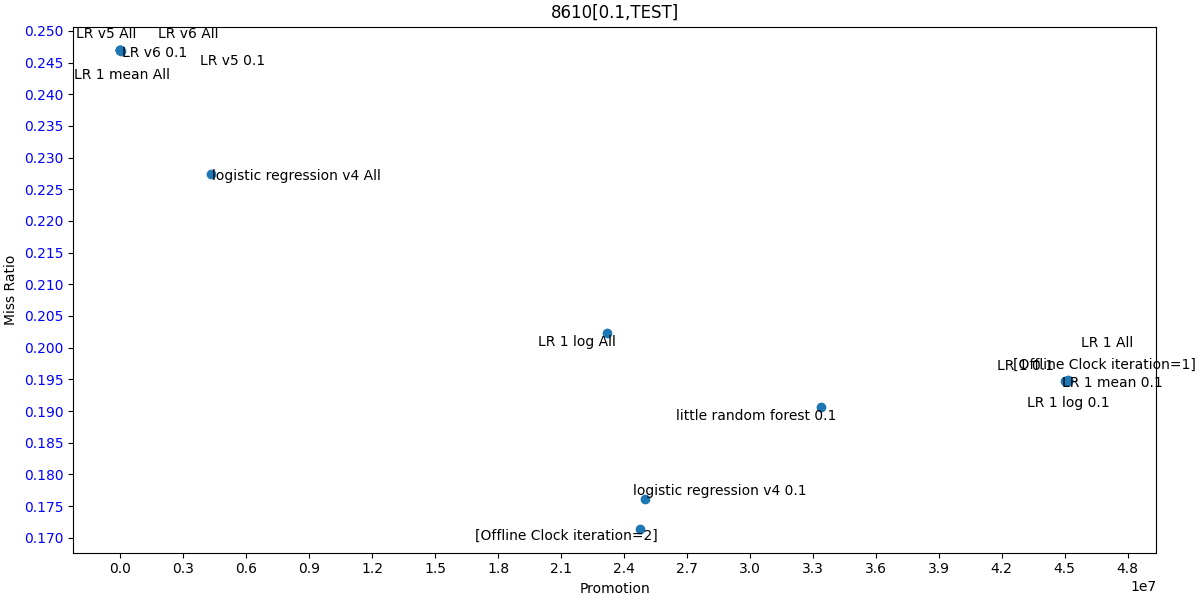 8610[0.1,TEST]
0.250
0.245
0.240
0.235
0.230
0.225
0.220
0.215
0.210
0.205
0.200
0.195
0.190
0.185
0.180
0.175
0.170
Miss Ratio
LR v5 All
LR v6 All
LR v6 0.1
LR v5 0.1
LR 1 mean All
logistic regression v4 All
LR 1 log All
LR 1 All
LR 1 0.1
[Offline Clock iteration=1]
LR 1 mean 0.1
LR 1 log 0.1
little random forest 0.1
logistic regression v4 0.1
[Offline Clock iteration=2]
0.0 0.3 0.6 0.9 1.2 1.5 1.8 2.1 2.4 2.7 3.0 3.3 3.6 3.9 4.2 4.5 4.8
1e7
Promotion